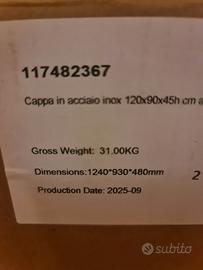 117482367
Cappa in acciaio inox 120x90x45h cm a
Gross Weight: 31.00KG
Dimensions:1240*930*480mm
2
Production Date: 2025-09
subito